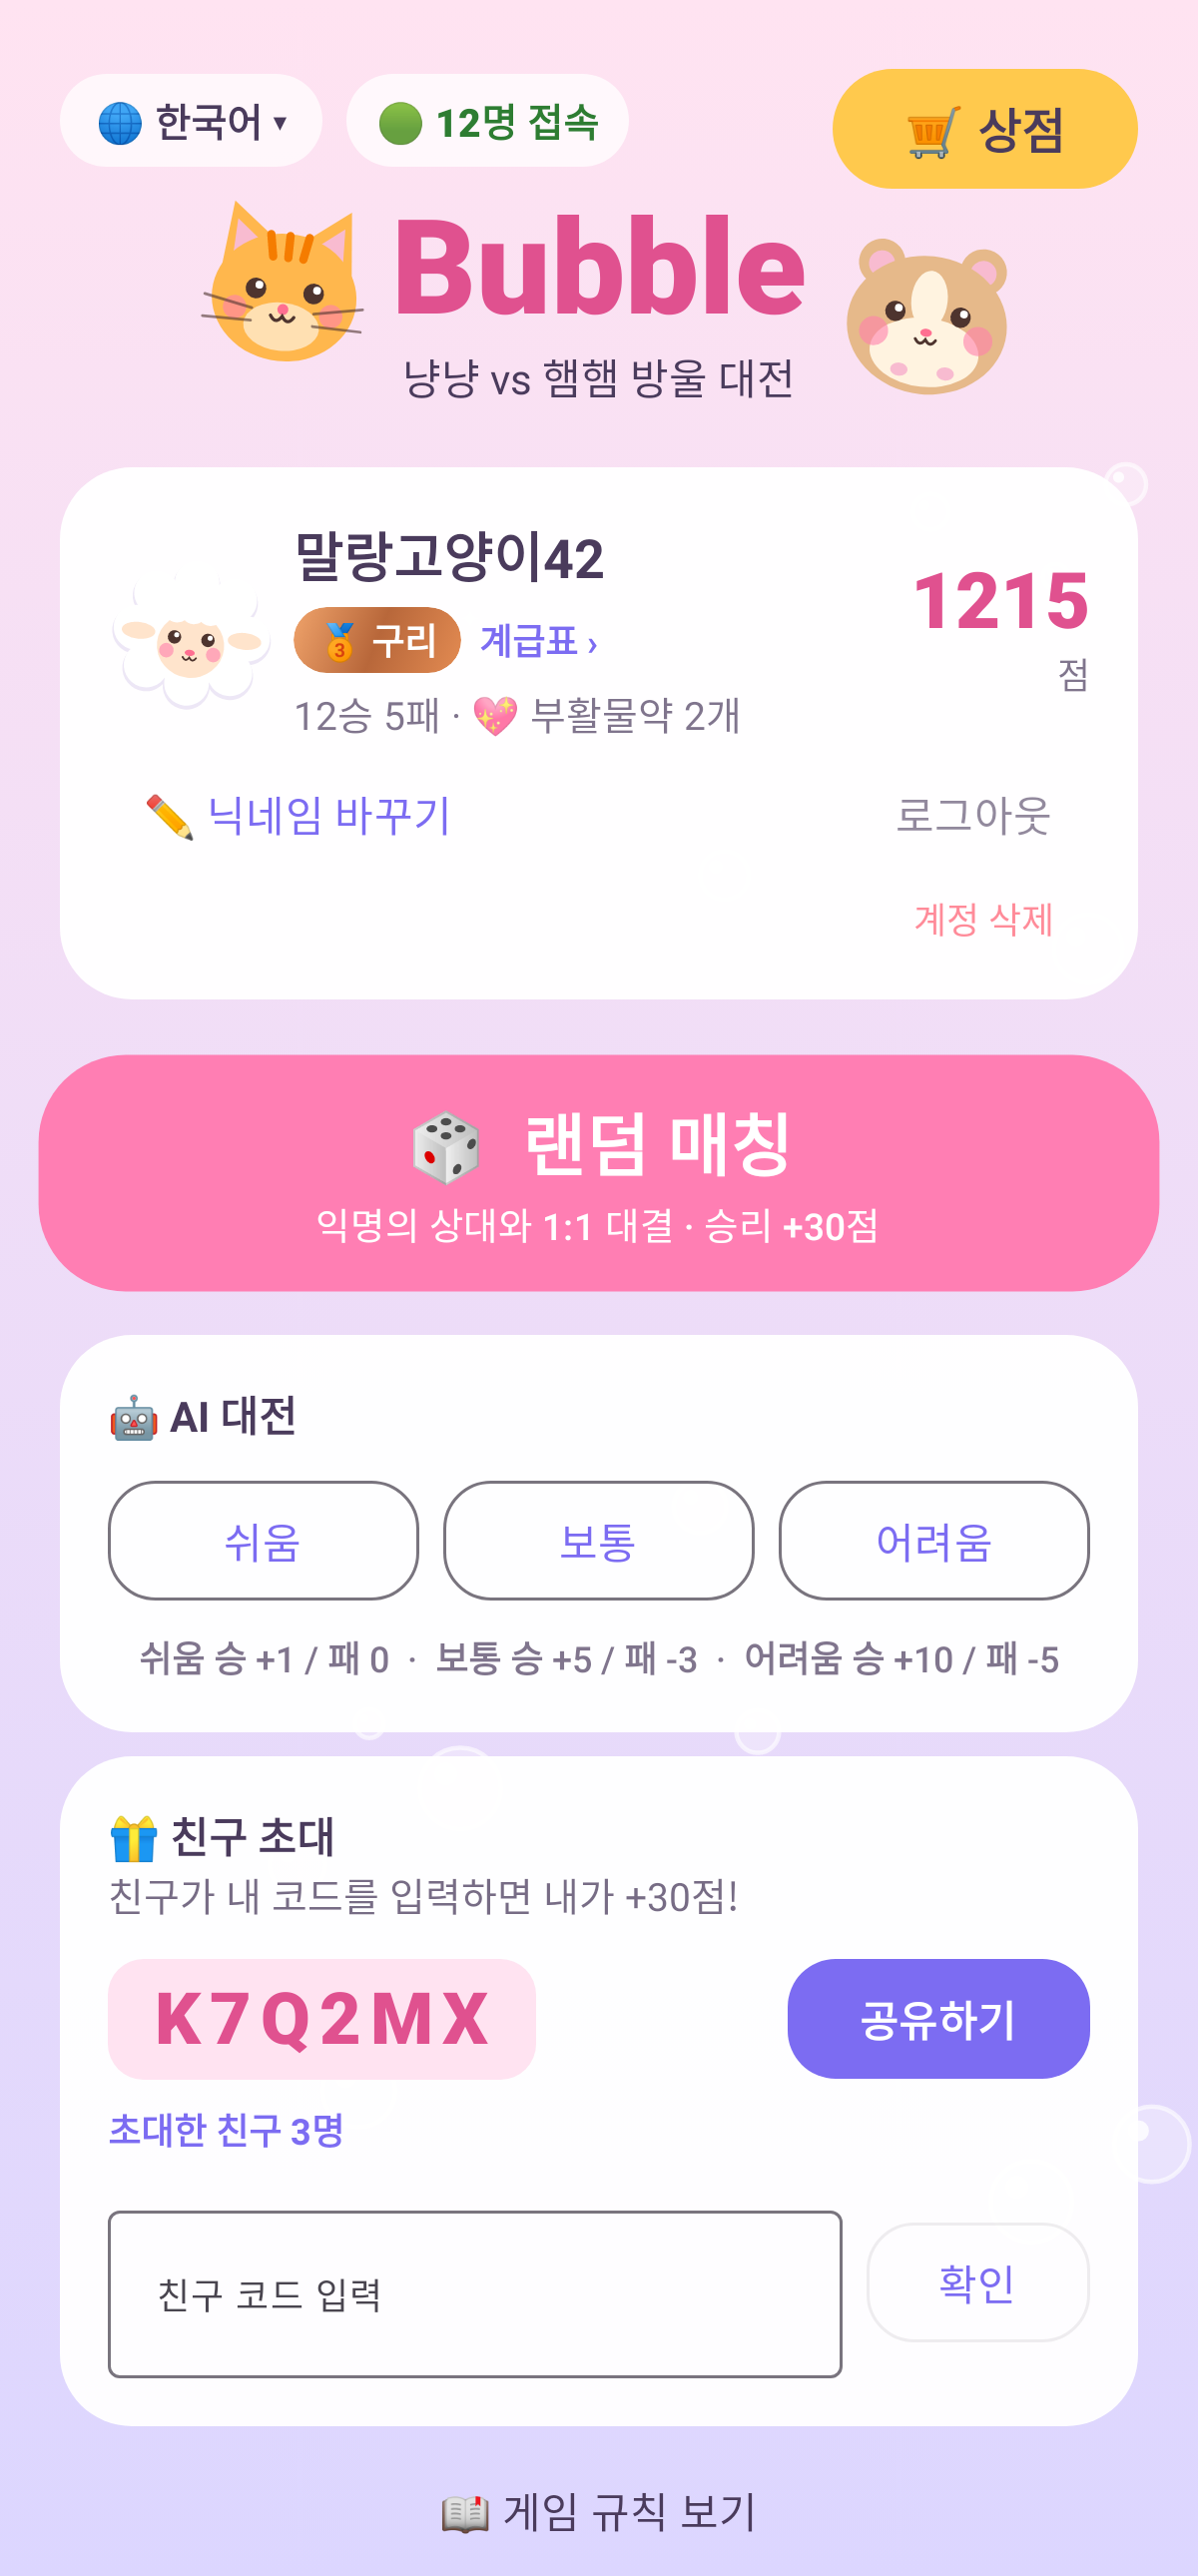 🌐 한국어 ▾
🟢 12명 접속
🛒 상점
Bubble
냥냥 vs 햄햄 방울 대전
말랑고양이42
🥉 구리 계급표 ›
12승 5패 · 💖 부활물약 2개
1215
점
✏️ 닉네임 바꾸기
로그아웃
계정 삭제
🎲 랜덤 매칭
익명의 상대와 1:1 대결 · 승리 +30점
🤖 AI 대전
쉬움
보통
어려움
쉬움 승 +1 / 패 0 · 보통 승 +5 / 패 -3 · 어려움 승 +10 / 패 -5
🎁 친구 초대
친구가 내 코드를 입력하면 내가 +30점!
K7Q2MX
공유하기
초대한 친구 3명
친구 코드 입력
확인
📖 게임 규칙 보기